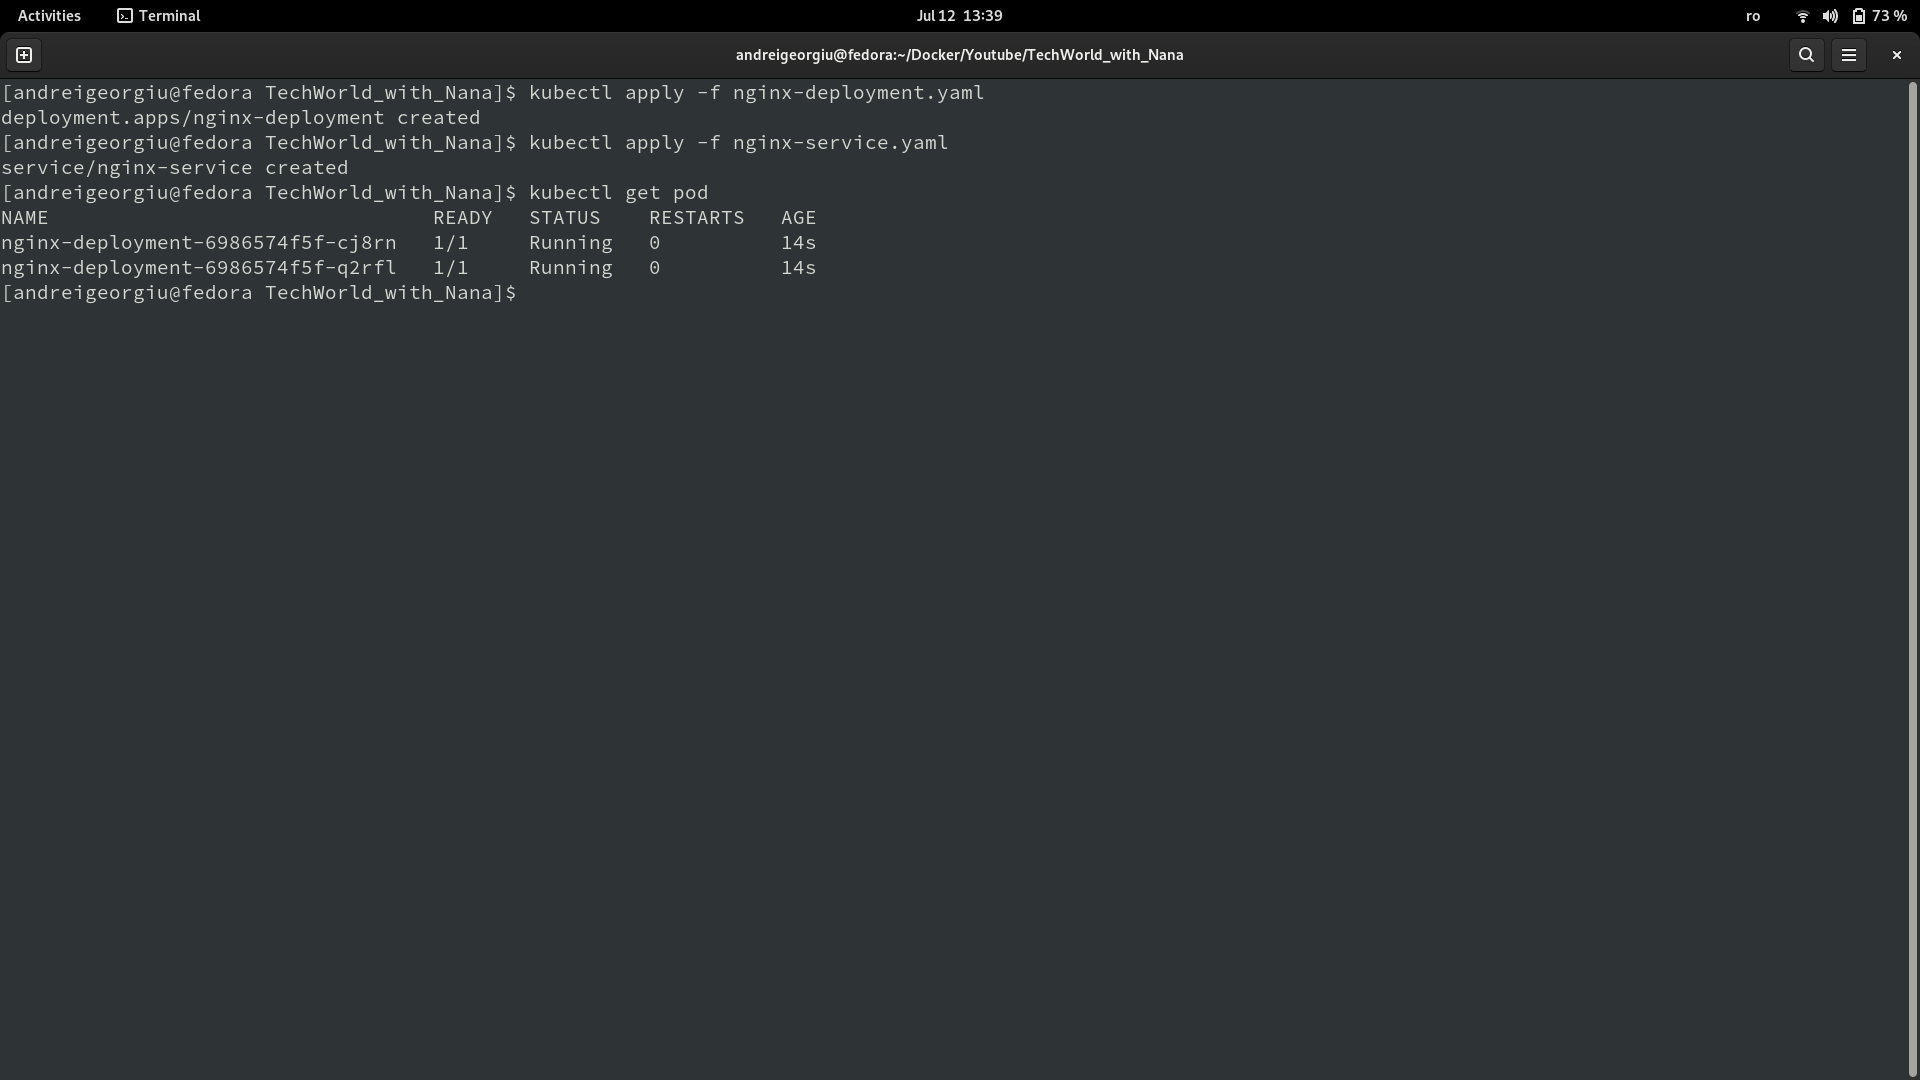 Activities Terminal Jul 12 13:39 ro 73 %
andreigeorgiu@fedora:~/Docker/Youtube/TechWorld_with_Nana
[andreigeorgiu@fedora TechWorld_with_Nana]$ kubectl apply -f nginx-deployment.yaml
deployment.apps/nginx-deployment created
[andreigeorgiu@fedora TechWorld_with_Nana]$ kubectl apply -f nginx-service.yaml
service/nginx-service created
[andreigeorgiu@fedora TechWorld_with_Nana]$ kubectl get pod
NAME                                READY   STATUS    RESTARTS   AGE
nginx-deployment-6986574f5f-cj8rn   1/1     Running   0          14s
nginx-deployment-6986574f5f-q2rfl   1/1     Running   0          14s
[andreigeorgiu@fedora TechWorld_with_Nana]$